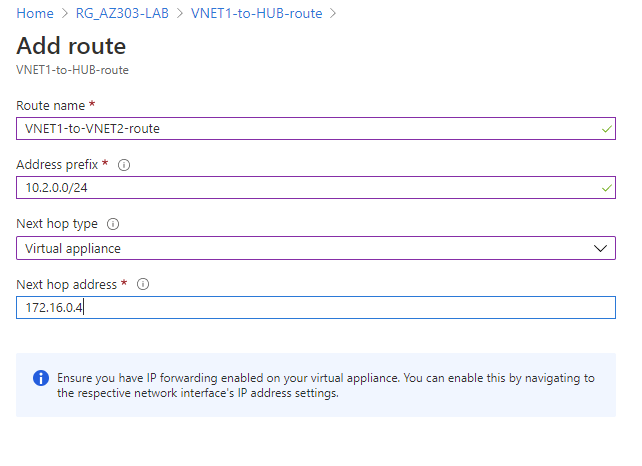 Home > RG_AZ303-LAB > VNET1-to-HUB-route >
Add route
VNET1-to-HUB-route
Route name *
VNET1-to-VNET2-route
Address prefix *
10.2.0.0/24
Next hop type
Virtual appliance
Next hop address *
172.16.0.4
Ensure you have IP forwarding enabled on your virtual appliance. You can enable this by navigating to
the respective network interface's IP address settings.